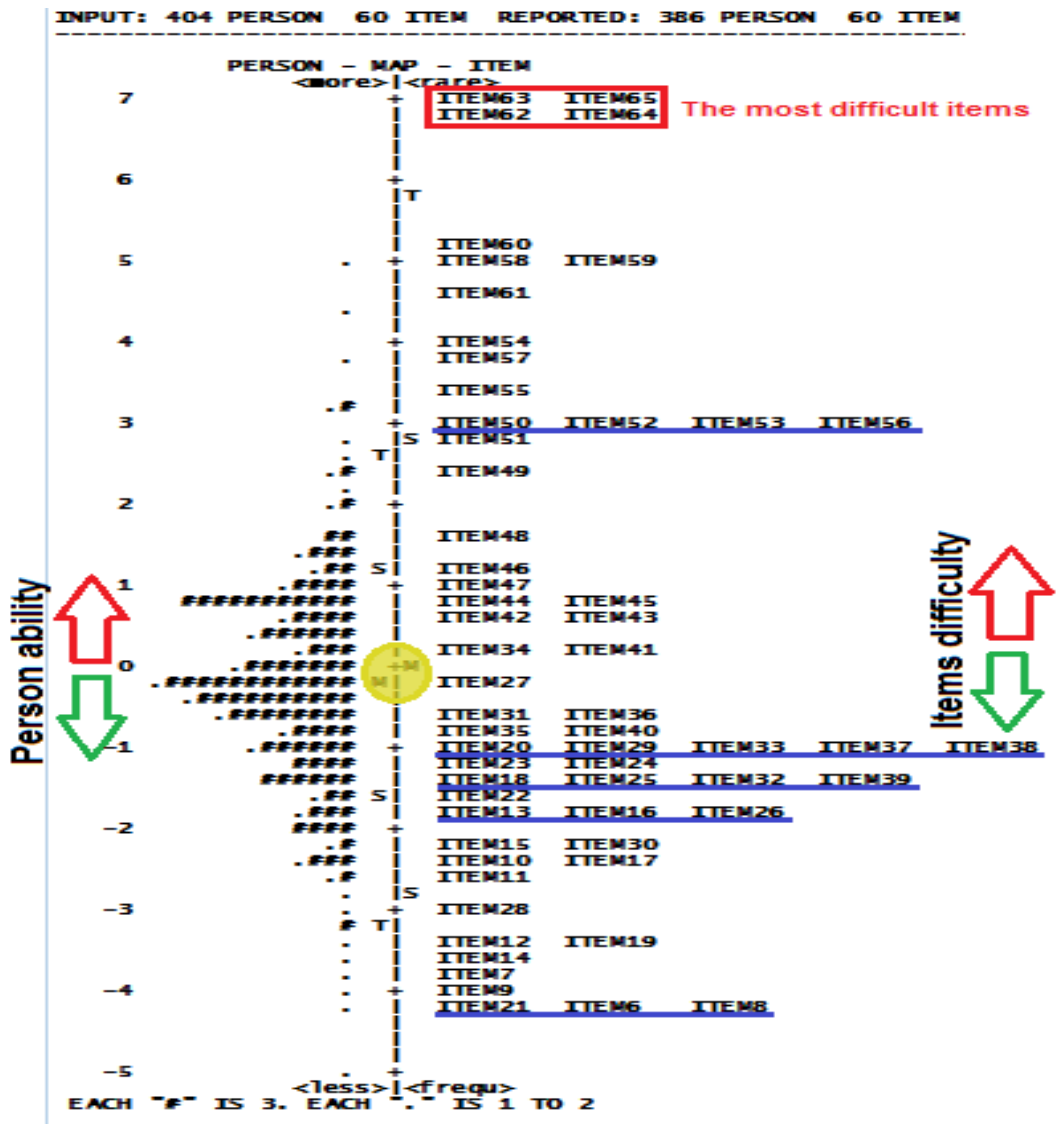 INPUT: 404 PERSON 60 ITEM REPORTED: 386 PERSON 60 ITEM
--------------------------------------------------------------------------------
PERSON - MAP - ITEM
<more>|<rare>
7 + ITEM63 ITEM65 The most difficult items
| ITEM62 ITEM64
|
|
|
6 +
|T
|
|
| ITEM60
5 . + ITEM58 ITEM59
|
| ITEM61
. |
|
4 + ITEM54
. | ITEM57
|
| ITEM55
.# |
3 + ITEM50 ITEM52 ITEM53 ITEM56
. |S ITEM51
. T|
.# | ITEM49
. |
2 .# +
|
## | ITEM48
.### |
.## S| ITEM46
1 .#### + ITEM47
########### | ITEM44 ITEM45
.#### | ITEM42 ITEM43
.###### |
.### | ITEM34 ITEM41
0 .####### +M
.############ M| ITEM27
.########## |
.######## | ITEM31 ITEM36
.#### | ITEM35 ITEM40
-1 .###### + ITEM20 ITEM29 ITEM33 ITEM37 ITEM38
#### | ITEM23 ITEM24
###### | ITEM18 ITEM25 ITEM32 ITEM39
.## S| ITEM22
.### | ITEM13 ITEM16 ITEM26
-2 #### +
.# | ITEM15 ITEM30
.### | ITEM10 ITEM17
.# | ITEM11
. |S
-3 . + ITEM28
# T|
. | ITEM12 ITEM19
. | ITEM14
. | ITEM7
-4 . + ITEM9
. | ITEM21 ITEM6 ITEM8
|
|
|
-5 . +
<less>|<frequ>
EACH "#" IS 3. EACH "." IS 1 TO 2
Person ability
Items difficulty